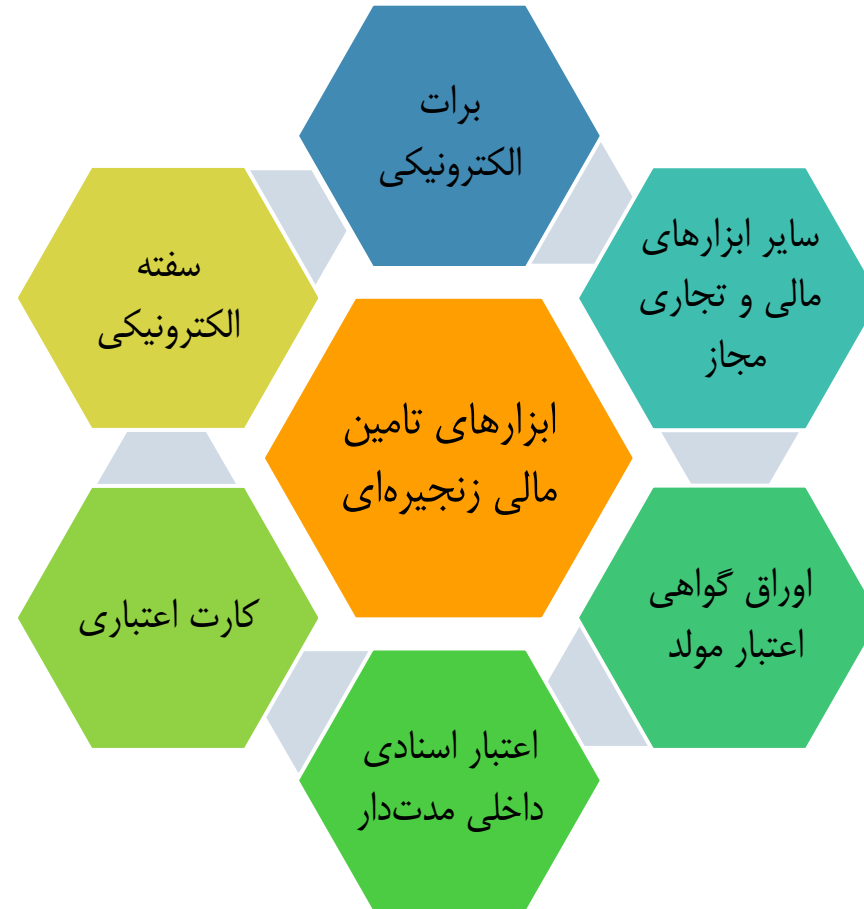 برات
الکترونیکی
سایر ابزارهای
مالی و تجاری
مجاز
سفته
الکترونیکی
ابزارهای تامین
مالی زنجیره‌ای
اوراق گواهی
اعتبار مولد
کارت اعتباری
اعتبار اسنادی
داخلی مدت‌دار